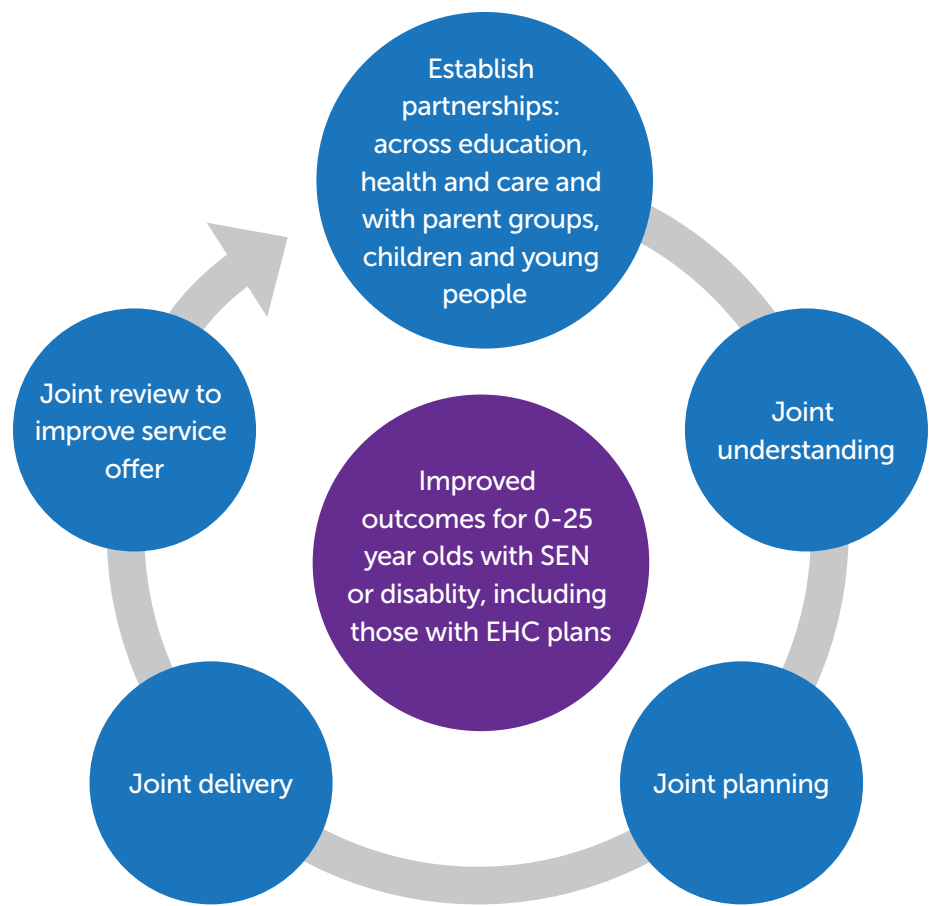 Establish
partnerships:
across education,
health and care and
with parent groups,
children and young
people
Joint
understanding
Joint planning
Joint delivery
Joint review to
improve service
offer
Improved
outcomes for 0-25
year olds with SEN
or disablity, including
those with EHC plans